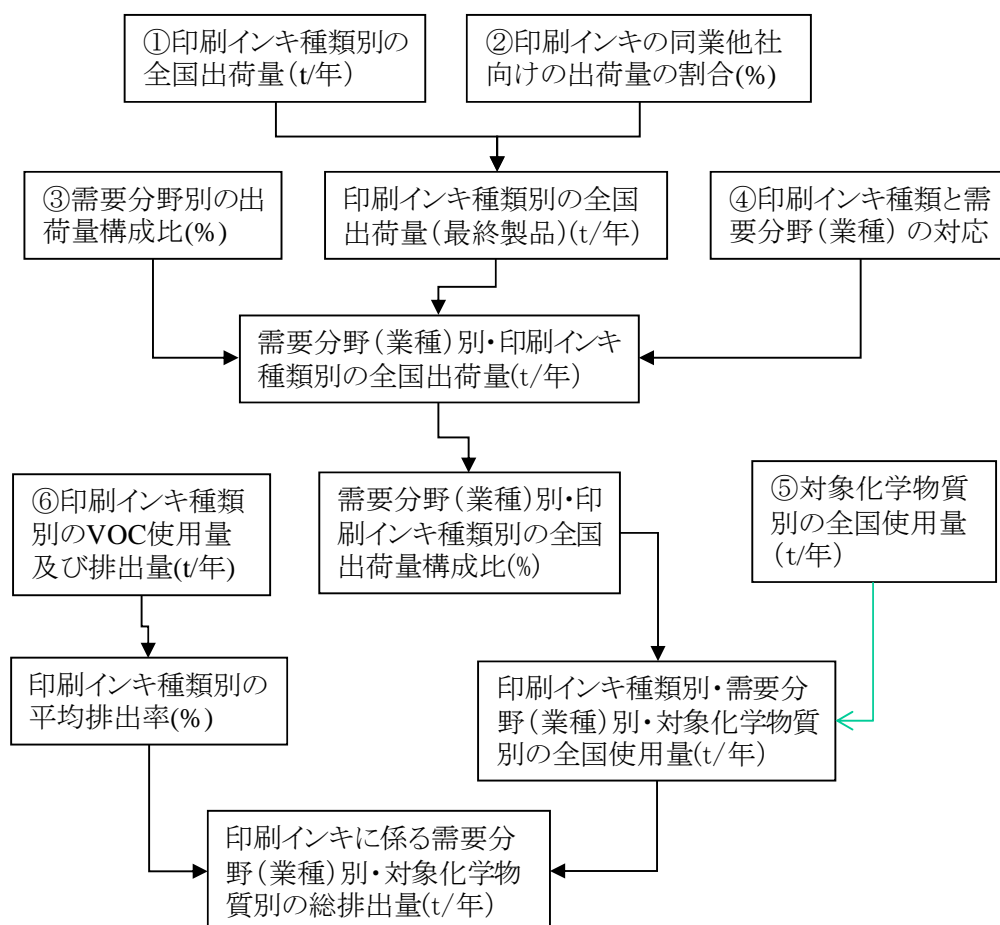 ①印刷インキ種類別の
全国出荷量(t/年)
②印刷インキの同業他社
向けの出荷量の割合(%)
③需要分野別の出
荷量構成比(%)
印刷インキ種類別の全国
出荷量(最終製品)(t/年)
④印刷インキ種類と需
要分野(業種) の対応
需要分野(業種)別・印刷インキ
種類別の全国出荷量(t/年)
⑥印刷インキ種類
別のVOC使用量
及び排出量(t/年)
需要分野(業種)別・印
刷インキ種類別の全国
出荷量構成比(%)
⑤対象化学物質
別の全国使用量
(t/年)
印刷インキ種類別の
平均排出率(%)
印刷インキ種類別・需要分
野(業種)別・対象化学物質
別の全国使用量(t/年)
印刷インキに係る需要分
野(業種)別・対象化学物
質別の総排出量(t/年)